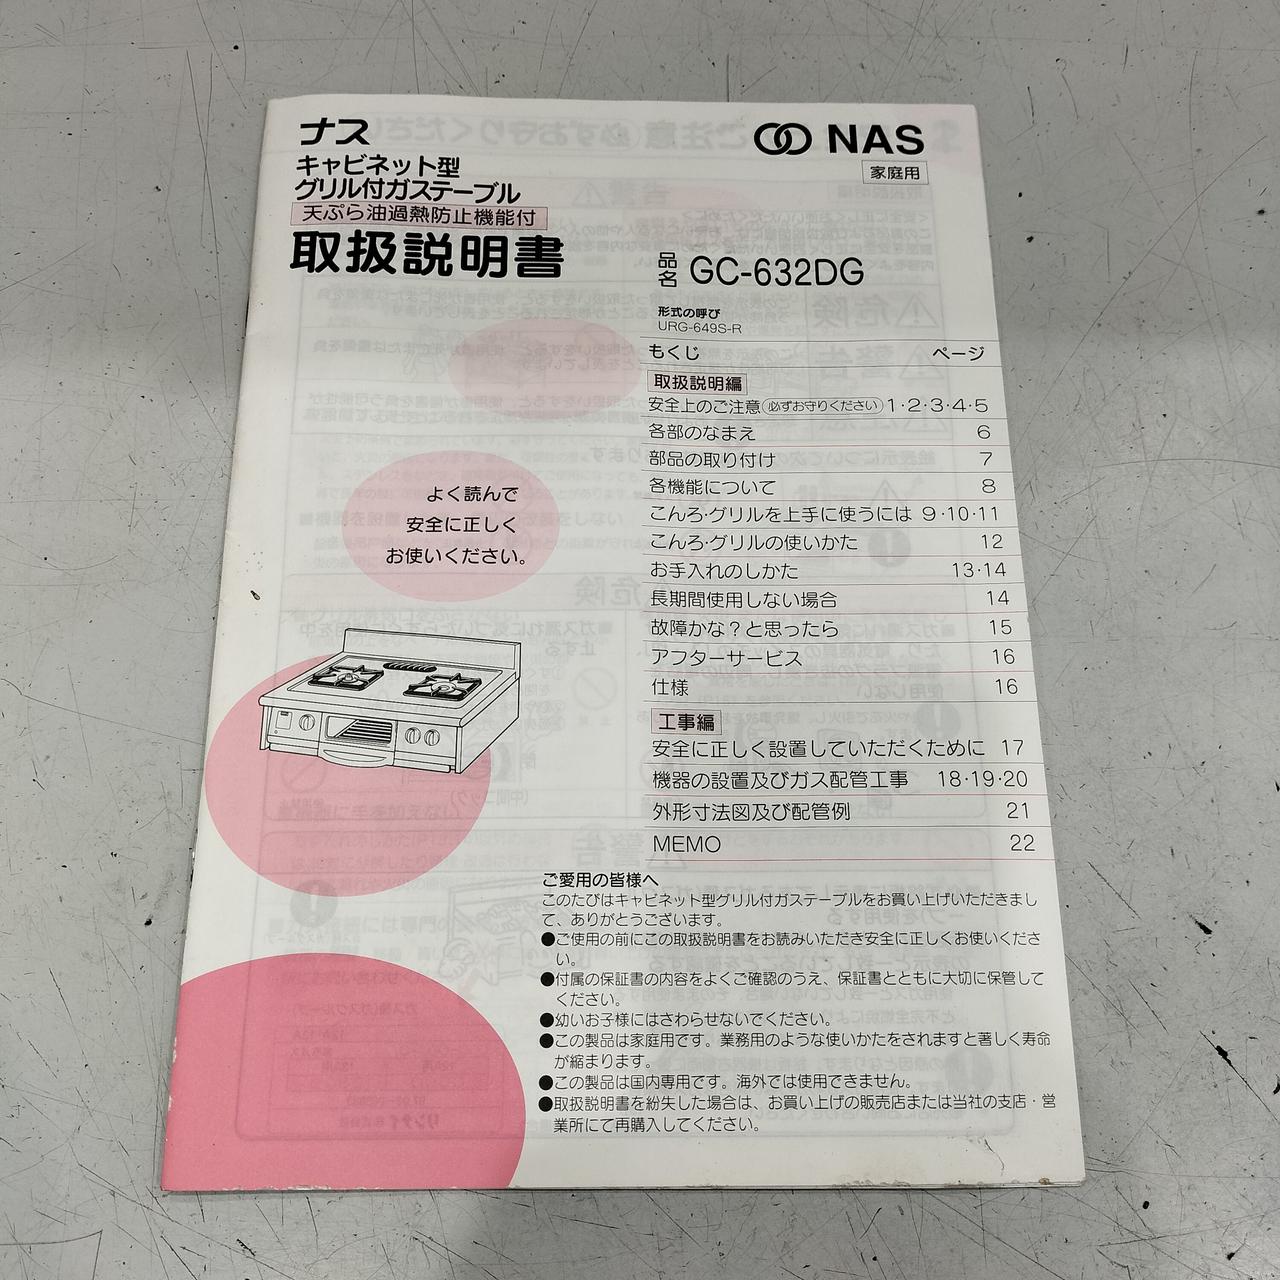 ナス
キャビネット型
グリル付ガステーブル
天ぷら油過熱防止機能付
取扱説明書
NAS
家庭用
品名 GC-632DG
形式の呼び
URG-649S-R
もくじ ページ
取扱説明編
安全上のご注意(必ずお守りください) 1・2・3・4・5
各部のなまえ 6
部品の取り付け 7
各機能について 8
こんろ・グリルを上手に使うには 9・10・11
こんろ・グリルの使いかた 12
お手入れのしかた 13・14
長期間使用しない場合 14
故障かな？と思ったら 15
アフターサービス 16
仕様 16
工事編
安全に正しく設置していただくために 17
機器の設置及びガス配管工事 18・19・20
外形寸法図及び配管例 21
MEMO 22
よく読んで
安全に正しく
お使いください。
ご愛用の皆様へ
このたびはキャビネット型グリル付ガステーブルをお買い上げいただきまし
て、ありがとうございます。
●ご使用の前にこの取扱説明書をお読みいただき安全に正しくお使いくださ
い。
●付属の保証書の内容をよくご確認のうえ、保証書とともに大切に保管して
ください。
●幼いお子様にはさわらせないでください。
●この製品は家庭用です。業務用のような使いかたをされますと著しく寿命
が縮まります。
●この製品は国内専用です。海外では使用できません。
●取扱説明書を紛失した場合は、お買い上げの販売店または当社の支店・営
業所にて再購入してください。